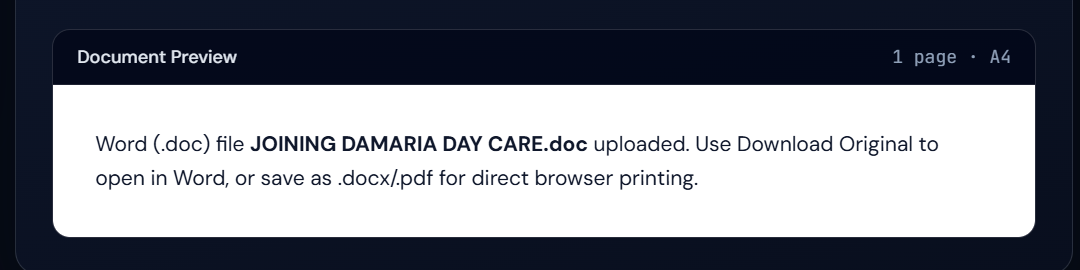 Document Preview
1 page · A4
Word (.doc) file JOINING DAMARIA DAY CARE.doc uploaded. Use Download Original to
open in Word, or save as .docx/.pdf for direct browser printing.